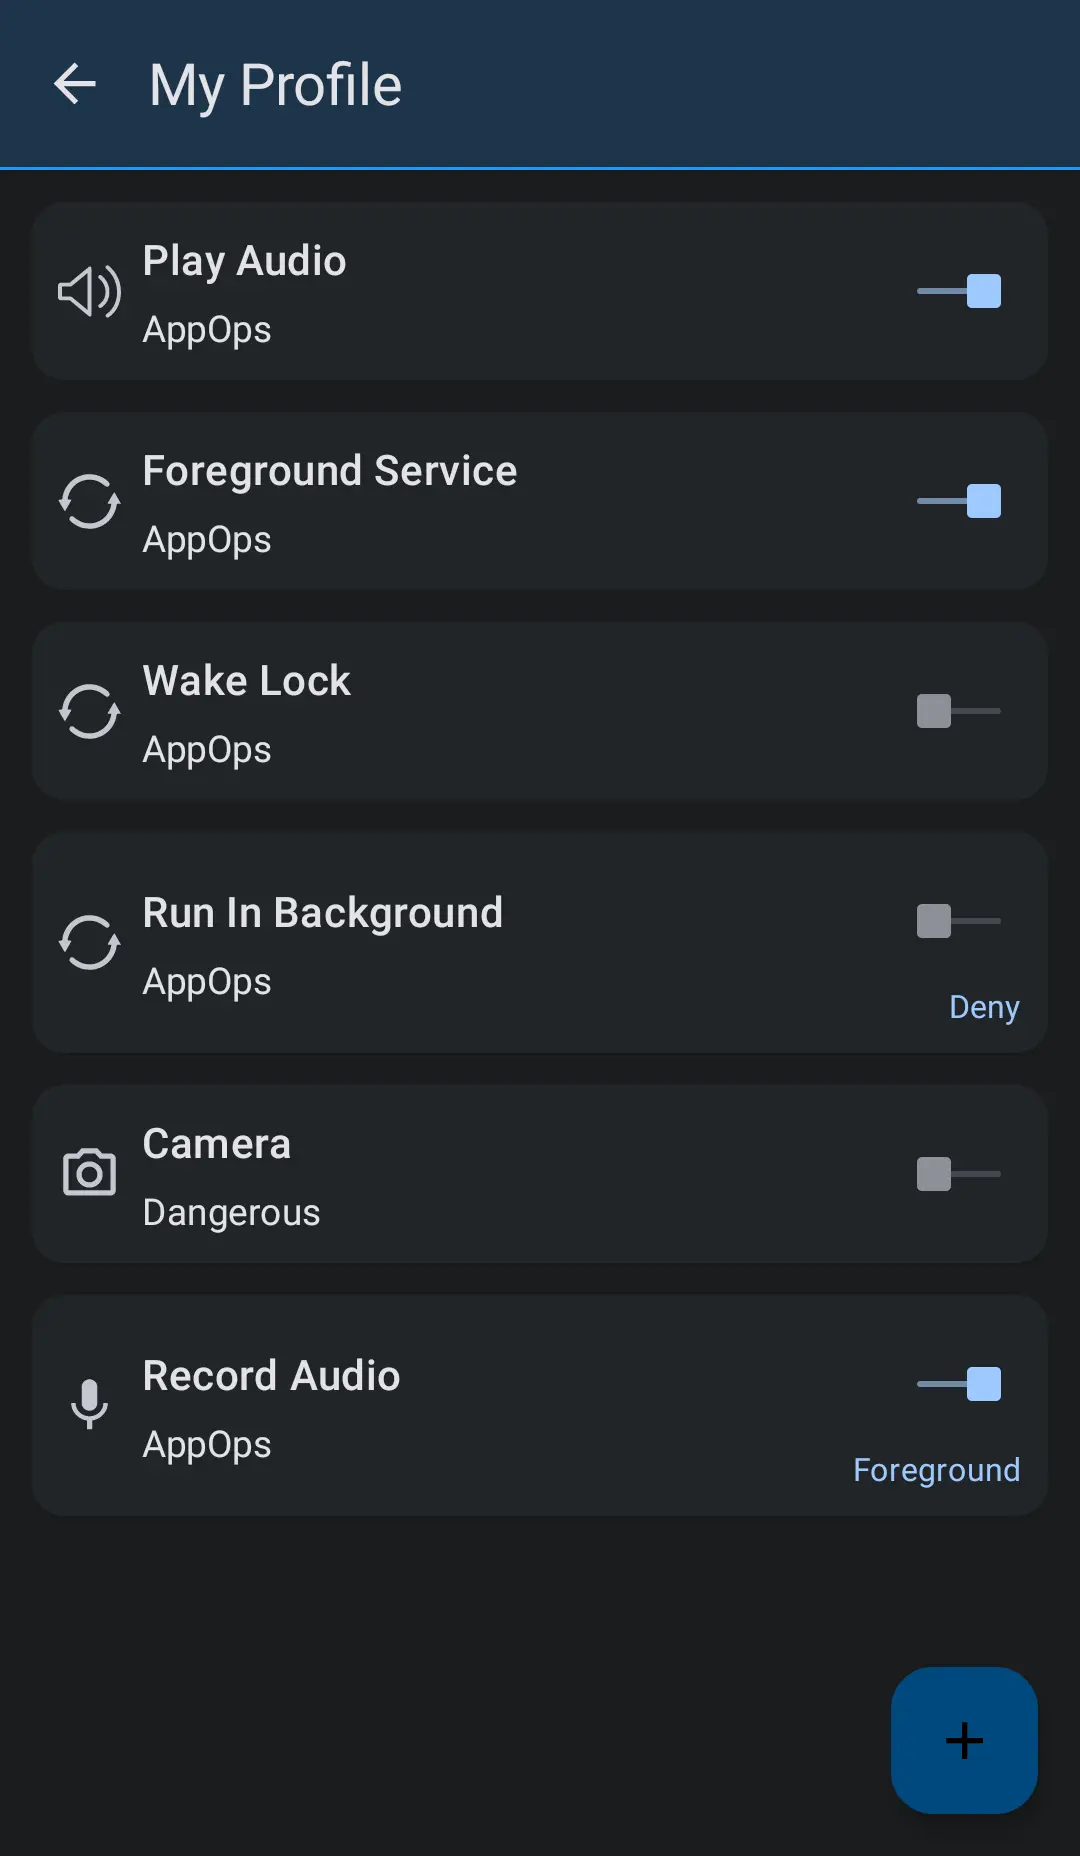 My Profile
Play Audio
AppOps
Foreground Service
AppOps
Wake Lock
AppOps
Run In Background
AppOps
Deny
Camera
Dangerous
Record Audio
AppOps
Foreground